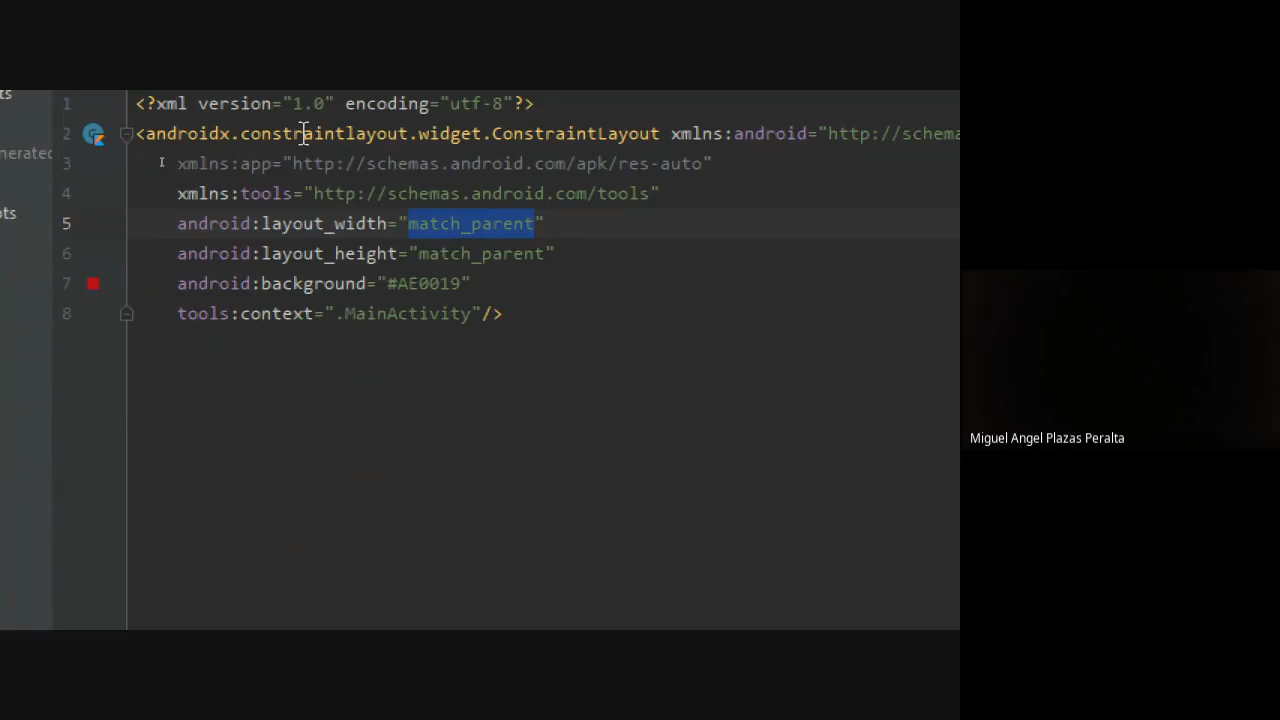 ts
1 <?xml version="1.0" encoding="utf-8"?>
2 <androidx.constraintlayout.widget.ConstraintLayout xmlns:android="http://schema
nerated
3 xmlns:app="http://schemas.android.com/apk/res-auto"
4 xmlns:tools="http://schemas.android.com/tools"
pts
5 android:layout_width="match_parent"
6 android:layout_height="match_parent"
7 android:background="#AE0019"
8 tools:context=".MainActivity"/>
Miguel Angel Plazas Peralta